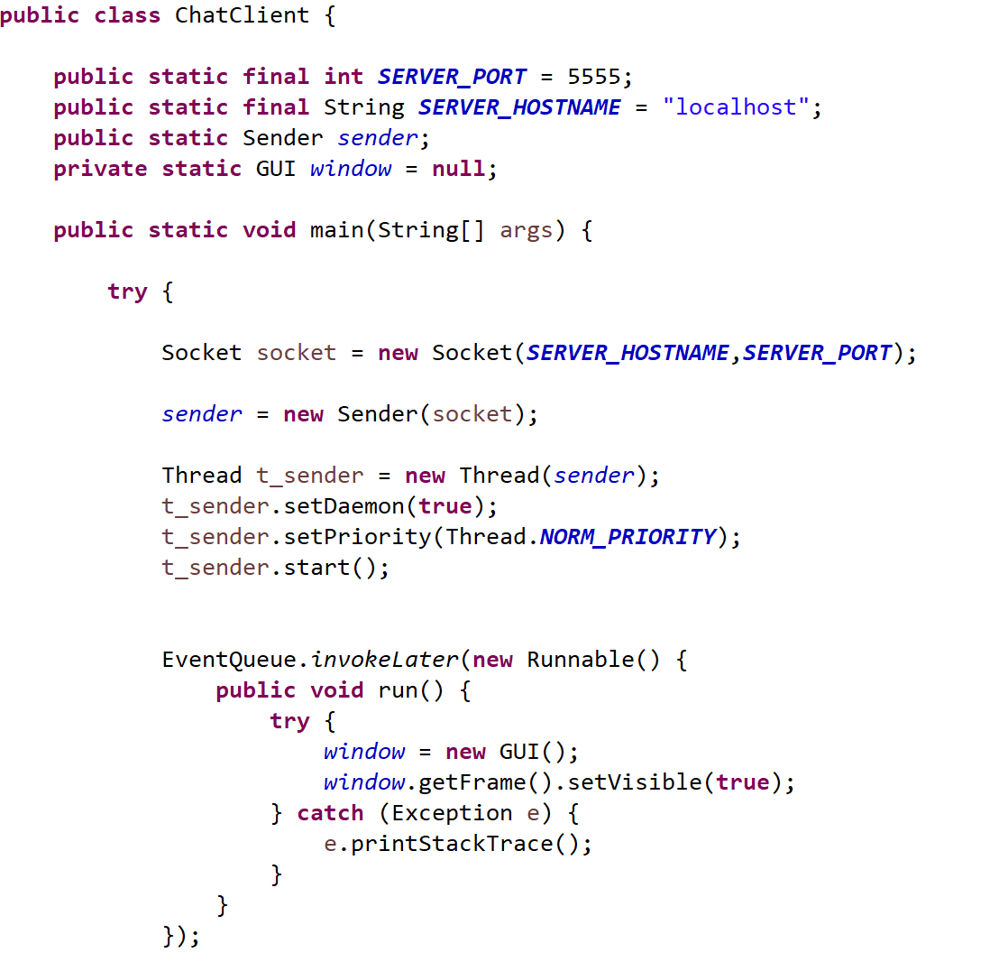 public class ChatClient {
    public static final int SERVER_PORT = 5555;
    public static final String SERVER_HOSTNAME = "localhost";
    public static Sender sender;
    private static GUI window = null;
    public static void main(String[] args) {
        try {
            Socket socket = new Socket(SERVER_HOSTNAME,SERVER_PORT);
            sender = new Sender(socket);
            Thread t_sender = new Thread(sender);
            t_sender.setDaemon(true);
            t_sender.setPriority(Thread.NORM_PRIORITY);
            t_sender.start();
            EventQueue.invokeLater(new Runnable() {
                public void run() {
                    try {
                        window = new GUI();
                        window.getFrame().setVisible(true);
                    } catch (Exception e) {
                        e.printStackTrace();
                    }
                }
            });